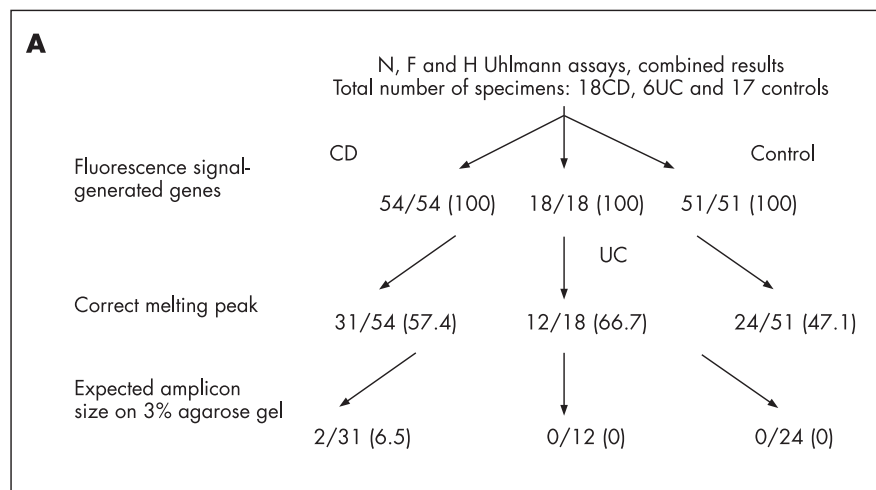 A
N, F and H Uhlmann assays, combined results
Total number of specimens: 18CD, 6UC and 17 controls
CD
Control
Fluorescence signal-
generated genes
54/54 (100)
18/18 (100)
51/51 (100)
UC
Correct melting peak
31/54 (57.4)
12/18 (66.7)
24/51 (47.1)
Expected amplicon
size on 3% agarose gel
2/31 (6.5)
0/12 (0)
0/24 (0)